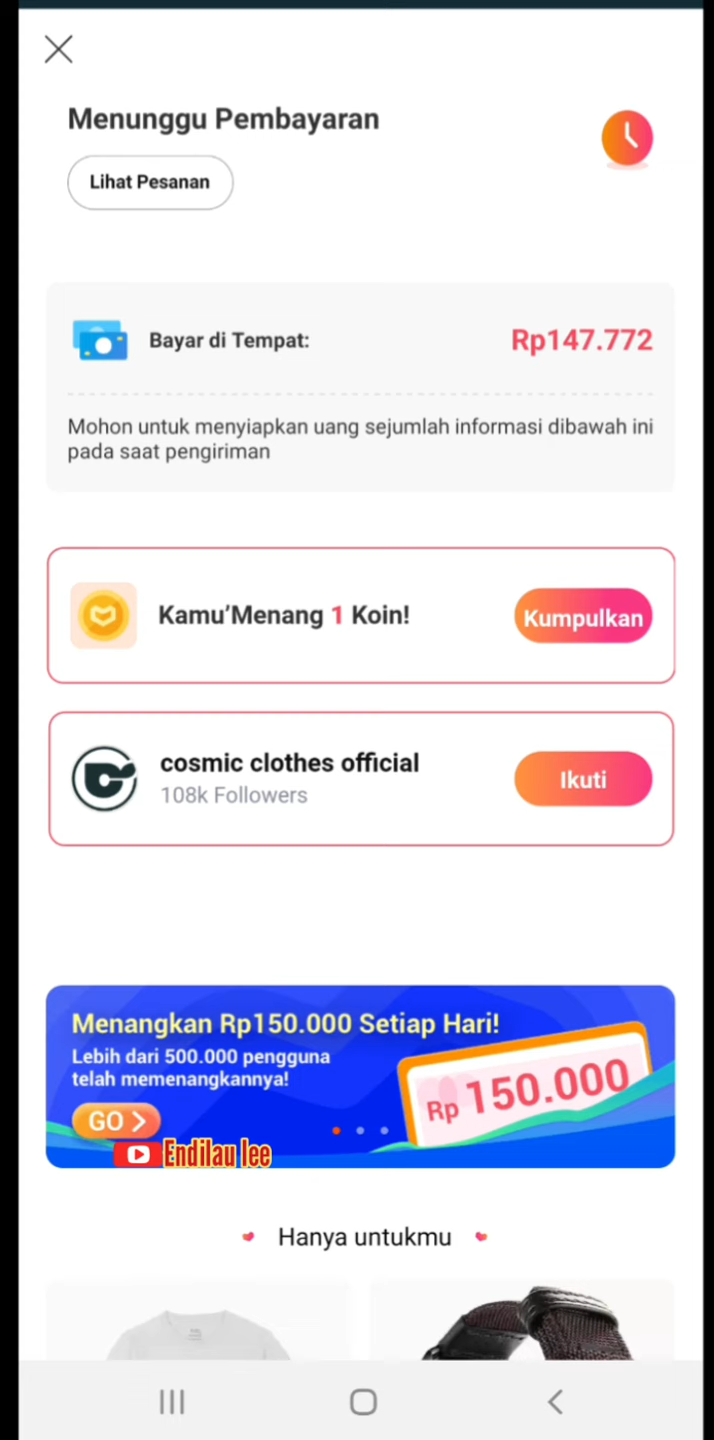 Menunggu Pembayaran
Lihat Pesanan
Bayar di Tempat: Rp147.772
Mohon untuk menyiapkan uang sejumlah informasi dibawah ini
pada saat pengiriman
Kamu’Menang 1 Koin! Kumpulkan
cosmic clothes official
108k Followers
Ikuti
Menangkan Rp150.000 Setiap Hari!
Lebih dari 500.000 pengguna
telah memenangkannya!
Rp 150.000
GO >
Endilau lee
Hanya untukmu